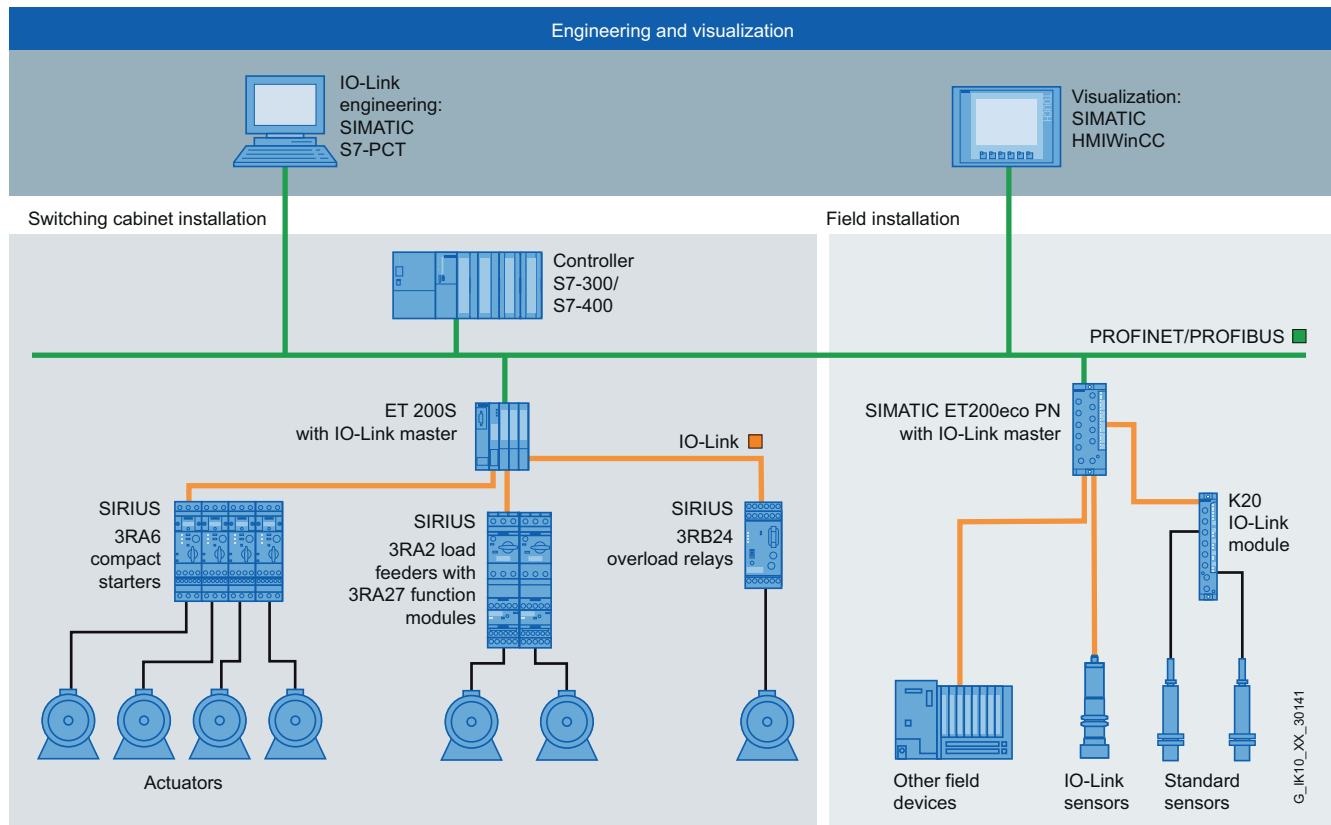 Engineering and visualization
IO-Link
engineering:
SIMATIC
S7-PCT
Visualization:
SIMATIC
HMIWinCC
Switching cabinet installation
Field installation
Controller
S7-300/
S7-400
PROFINET/PROFIBUS
ET 200S
with IO-Link master
IO-Link
SIMATIC ET200eco PN
with IO-Link master
SIRIUS
3RA6
compact
starters
SIRIUS
3RA2 load
feeders with
3RA27 function
modules
SIRIUS
3RB24
overload relays
K20
IO-Link
module
Actuators
Other field
devices
IO-Link
sensors
Standard
sensors
G_IK10_XX_30141